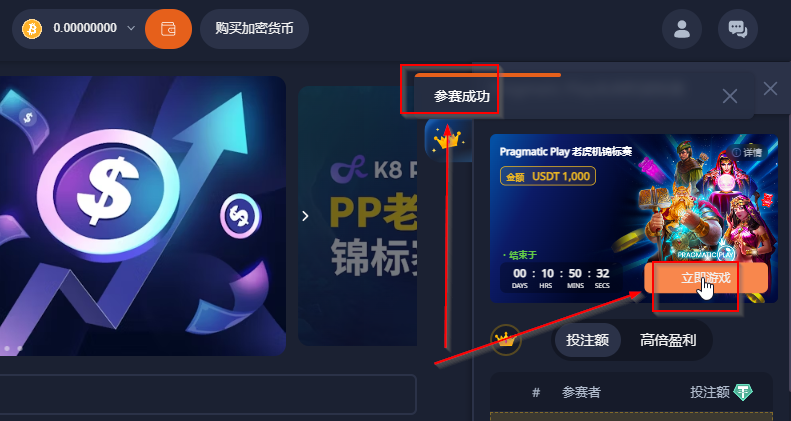 0.00000000
购买加密货币
参赛成功
Pragmatic Play 老虎机锦标赛
详情
金额 USDT 1,000
K8
PP老
锦标赛
结束于
PRAGMATIC PLAY
00 : 10 : 50 : 32
DAYS HRS MINS SECS
立即游戏
投注额
高倍盈利
# 参赛者 投注额